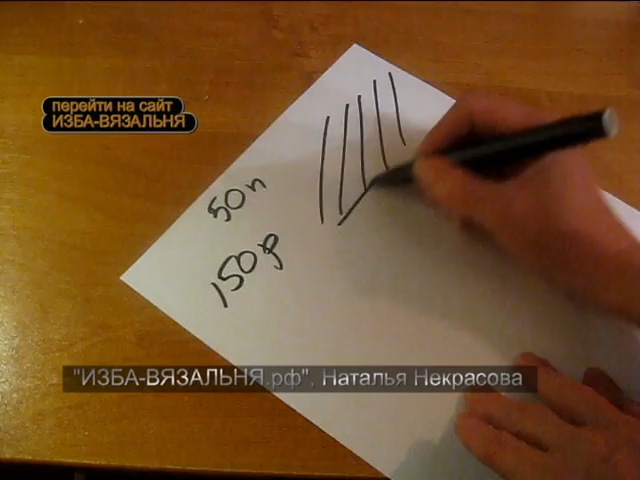 перейти на сайт
ИЗБА-ВЯЗАЛЬНЯ
50п
150р
"ИЗБА-ВЯЗАЛЬНЯ.рф", Наталья Некрасова